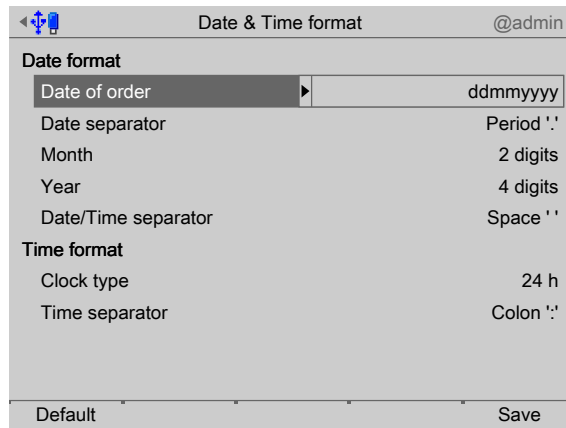 Date & Time format @admin
Date format
Date of order ddmmyyyy
Date separator Period '.'
Month 2 digits
Year 4 digits
Date/Time separator Space ' '
Time format
Clock type 24 h
Time separator Colon ':'
Default Save